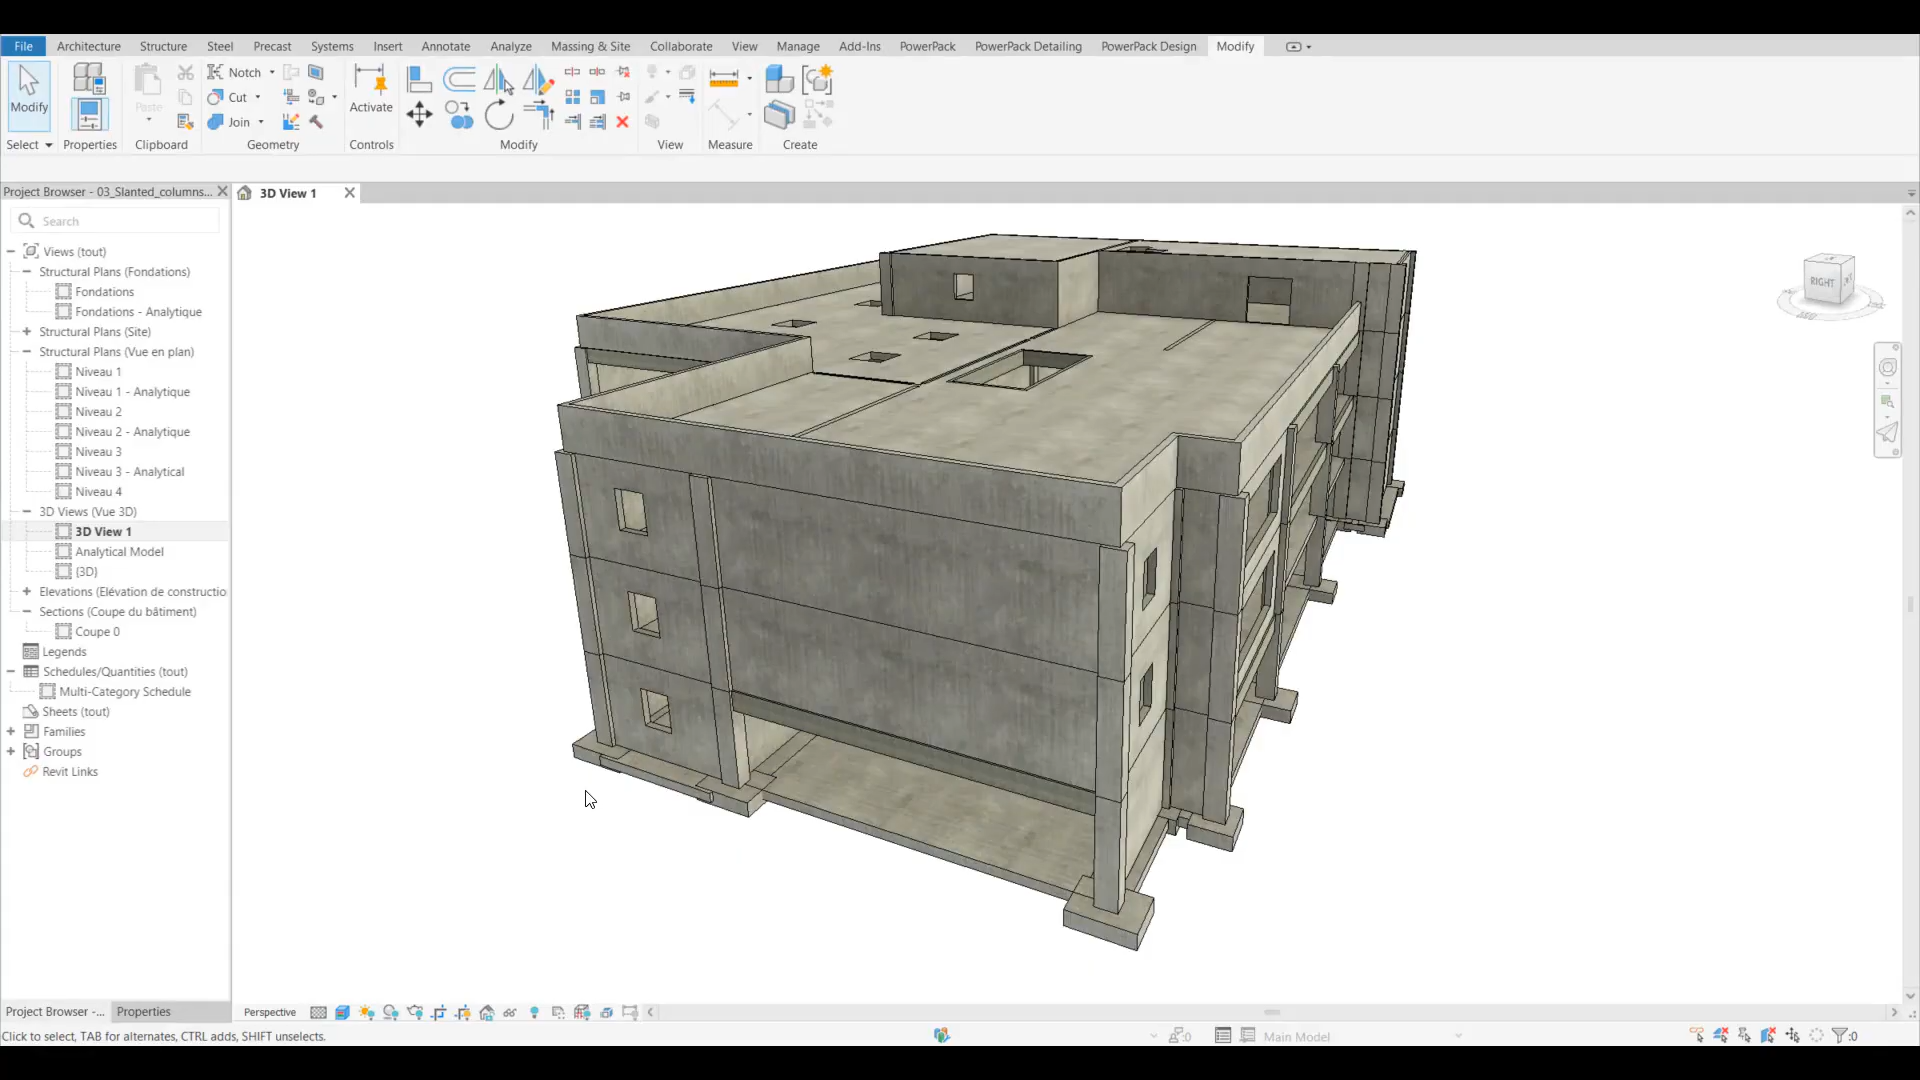 File Architecture Structure Steel Precast Systems Insert Annotate Analyze Massing & Site Collaborate View Manage Add-Ins PowerPack PowerPack Detailing PowerPack Design Modify
Notch
Modify Paste Cut Activate
Join
Select Properties Clipboard Geometry Controls Modify View Measure Create
Project Browser - 03_Slanted_columns...
3D View 1
Search
Views (tout)
Structural Plans (Fondations)
Fondations
Fondations - Analytique
Structural Plans (Site)
Structural Plans (Vue en plan)
Niveau 1
Niveau 1 - Analytique
Niveau 2
Niveau 2 - Analytique
Niveau 3
Niveau 3 - Analytical
Niveau 4
3D Views (Vue 3D)
3D View 1
Analytical Model
{3D}
Elevations (Elévation de constructio
Sections (Coupe du bâtiment)
Coupe 0
Legends
Schedules/Quantities (tout)
Multi-Category Schedule
Sheets (tout)
Families
Groups
Revit Links
RIGHT
Project Browser -... Properties Perspective
Click to select, TAB for alternates, CTRL adds, SHIFT unselects. :0 Main Model :0